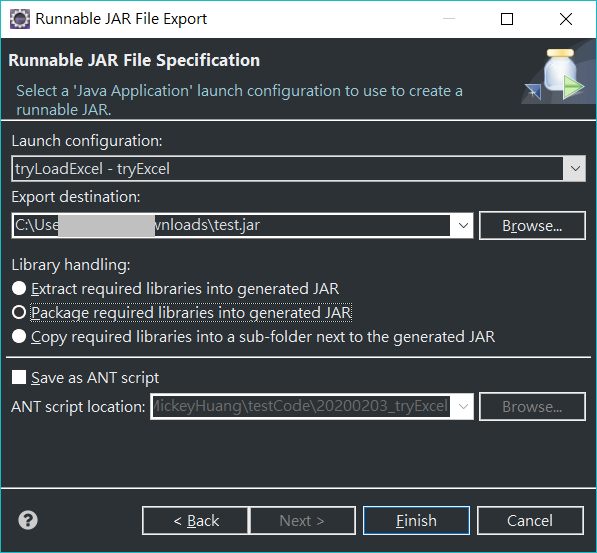 Runnable JAR File Export
Runnable JAR File Specification
Select a 'Java Application' launch configuration to use to create a
runnable JAR.
Launch configuration:
tryLoadExcel - tryExcel
Export destination:
C:\Use wnloads\test.jar
Browse...
Library handling:
Extract required libraries into generated JAR
Package required libraries into generated JAR
Copy required libraries into a sub-folder next to the generated JAR
Save as ANT script
ANT script location:
MickeyHuang\testCode\20200203_tryExcel
Browse...
?
< Back
Next >
Finish
Cancel